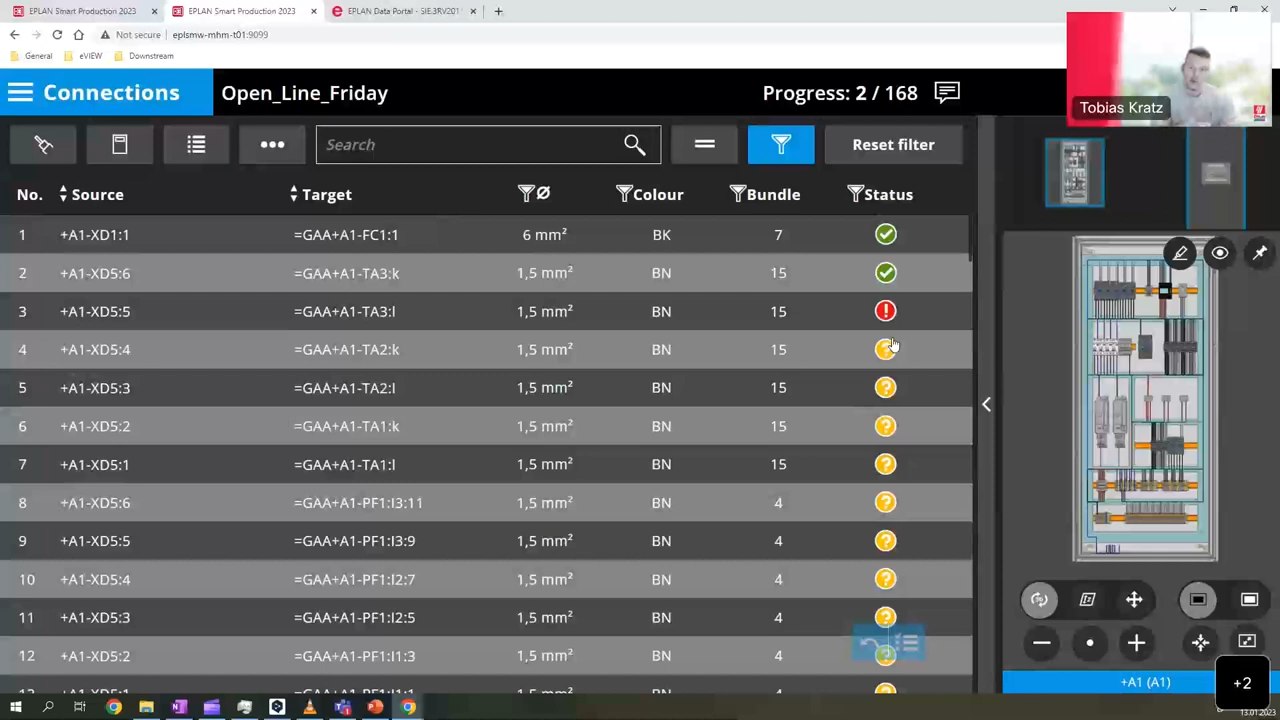 EPLAN Smart Production 2023 ×
EPLAN Smart Production 2023 ×
EPLAN Data Portal - SIE.3RV201 ×
Not secure | eplsmw-mhm-t01:9099
General eVIEW Downstream
Tobias Kratz
Connections Open_Line_Friday Progress: 2 / 168
Search Reset filter
No. Source Target Ø Colour Bundle Status
1 +A1-XD1:1 =GAA+A1-FC1:1 6 mm² BK 7
2 +A1-XD5:6 =GAA+A1-TA3:k 1,5 mm² BN 15
3 +A1-XD5:5 =GAA+A1-TA3:l 1,5 mm² BN 15
4 +A1-XD5:4 =GAA+A1-TA2:k 1,5 mm² BN 15
5 +A1-XD5:3 =GAA+A1-TA2:l 1,5 mm² BN 15
6 +A1-XD5:2 =GAA+A1-TA1:k 1,5 mm² BN 15
7 +A1-XD5:1 =GAA+A1-TA1:l 1,5 mm² BN 15
8 +A1-XD5:6 =GAA+A1-PF1:I3:11 1,5 mm² BN 4
9 +A1-XD5:5 =GAA+A1-PF1:I3:9 1,5 mm² BN 4
10 +A1-XD5:4 =GAA+A1-PF1:I2:7 1,5 mm² BN 4
11 +A1-XD5:3 =GAA+A1-PF1:I2:5 1,5 mm² BN 4
12 +A1-XD5:2 =GAA+A1-PF1:I1:3 1,5 mm² BN 4
+A1 (A1)
+2
13.01.2023